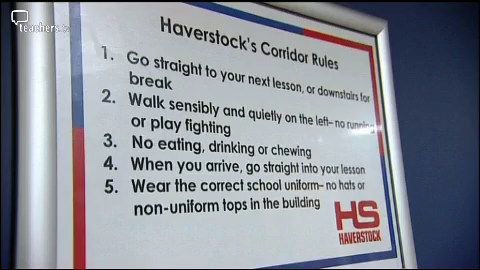 teachers.tv
Haverstock's Corridor Rules
1. Go straight to your next lesson, or downstairs for
break
2. Walk sensibly and quietly on the left– no running
or play fighting
3. No eating, drinking or chewing
4. When you arrive, go straight into your lesson
5. Wear the correct school uniform– no hats or
non-uniform tops in the building
HS
HAVERSTOCK